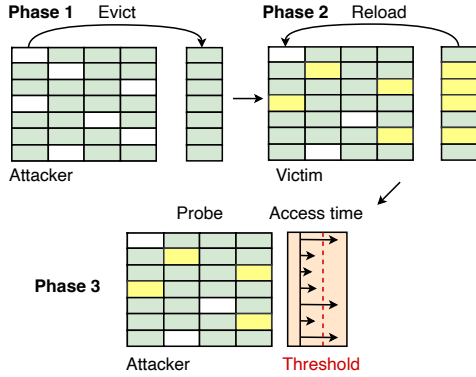 Phase 1 Evict
Phase 2 Reload
Attacker
Victim
Probe
Access time
Phase 3
Attacker
Threshold